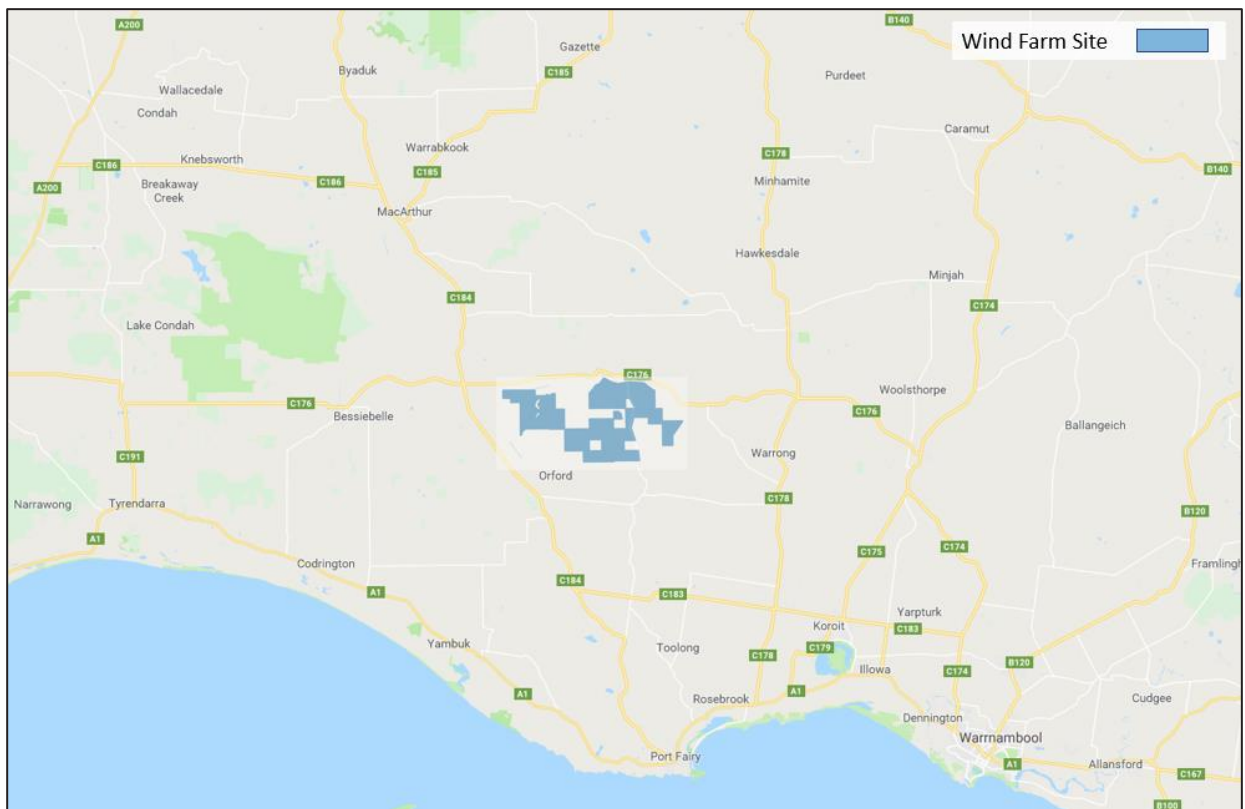 A200
B140
Wind Farm Site
Gazette
Byaduk
C185
Purdeet
Wallacedale
Condah
Caramut
Warrabkook
C178
C186
Knebsworth
C185
B140
C186
Minhamite
A200
Breakaway
Creek
MacArthur
Hawkesdale
Minjah
C184
C174
Lake Condah
C176
Woolsthorpe
C176
Bessiebelle
C176
Ballangeich
C191
Warrong
Orford
C178
Narrawong
Tyrendarra
B120
A1
C175
C174
Codrington
Framlingh
C184
A1
C183
Yarpturk
Koroit
C183
Yambuk
Toolong
C179
C178
B120
Illowa
C174
A1
A1
Rosebrook
Cudgee
Dennington
Warrnambool
Port Fairy
A1
Allansford
C167
B100